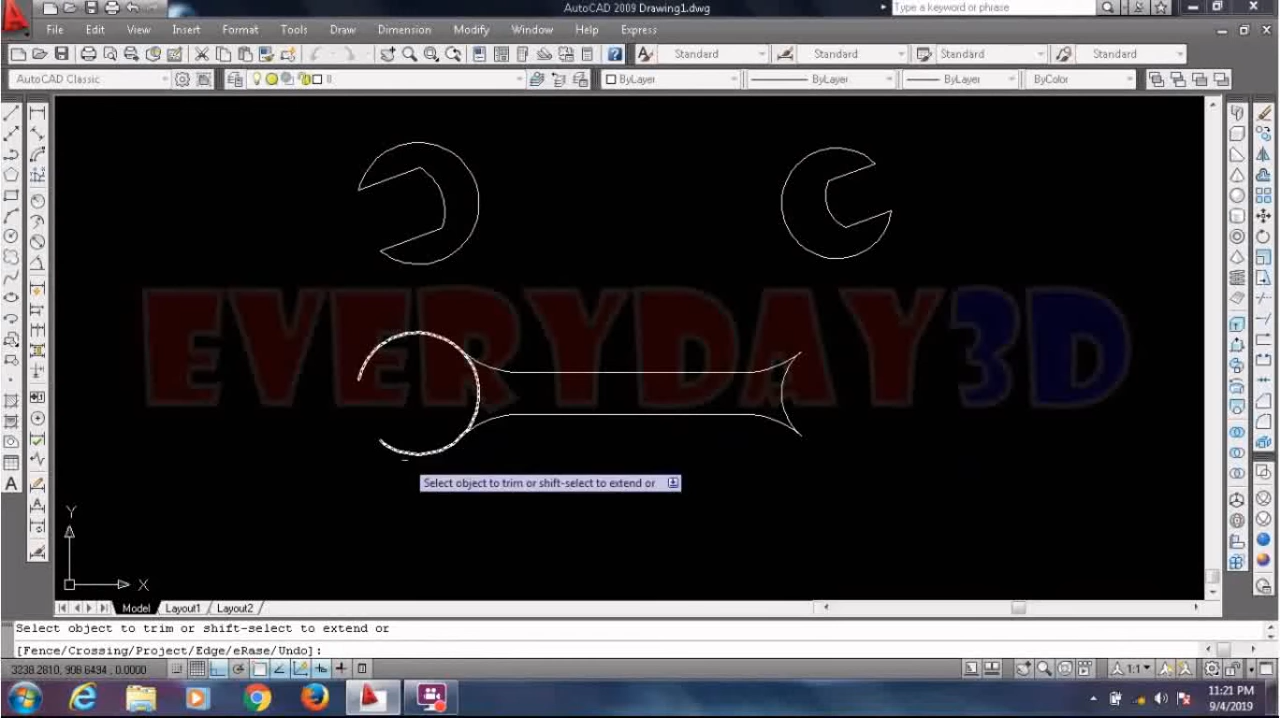 AutoCAD 2009 Drawing1.dwg
Type a keyword or phrase
File Edit View Insert Format Tools Draw Dimension Modify Window Help Express
Standard Standard Standard Standard
AutoCAD Classic 0 ByLayer ByLayer ByLayer ByColor
EVERYDAY3D
Select object to trim or shift-select to extend or
Y
X
A
Model Layout1 Layout2
Select object to trim or shift-select to extend or
[Fence/Crossing/Project/Edge/eRase/Undo]:
3238.2810, 908.6494, 0.0000
1:1
11:21 PM
9/4/2019